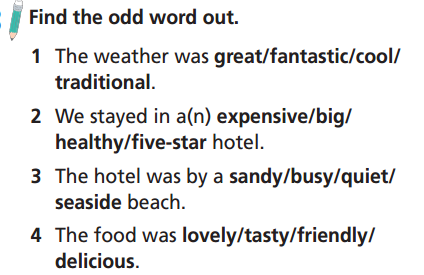 Find the odd word out.
1 The weather was great/fantastic/cool/
traditional.
2 We stayed in a(n) expensive/big/
healthy/five-star hotel.
3 The hotel was by a sandy/busy/quiet/
seaside beach.
4 The food was lovely/tasty/friendly/
delicious.